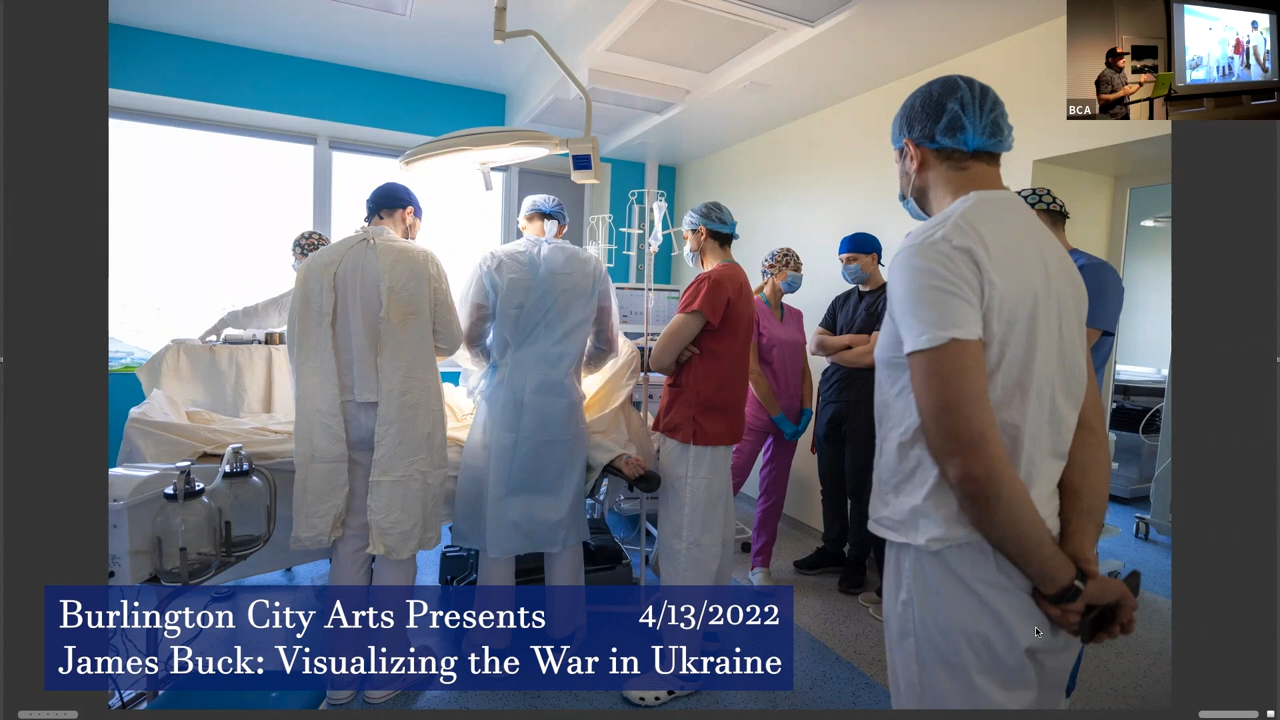 BCA
Burlington City Arts Presents 4/13/2022
James Buck: Visualizing the War in Ukraine